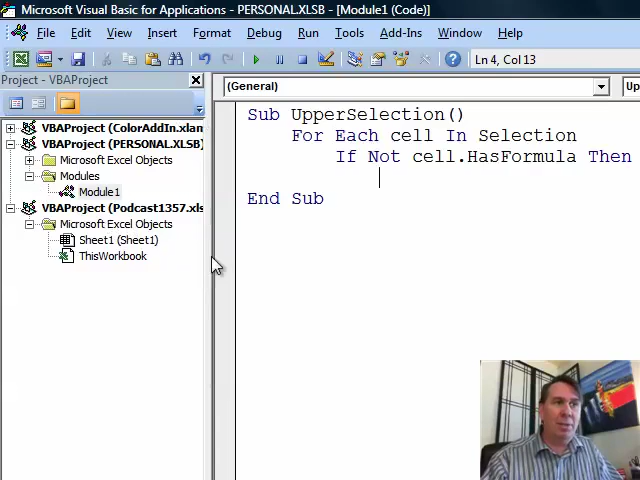 Microsoft Visual Basic for Applications - PERSONAL.XLSB - [Module1 (Code)]
File Edit View Insert Format Debug Run Tools Add-Ins Window Help
Ln 4, Col 13
Project - VBAProject
(General)
VBAProject (ColorAddIn.xlam
VBAProject (PERSONAL.XLSB)
Microsoft Excel Objects
Modules
Module1
VBAProject (Podcast1357.xls
Microsoft Excel Objects
Sheet1 (Sheet1)
ThisWorkbook
Up
Sub UpperSelection()
For Each cell In Selection
If Not cell.HasFormula Then
End Sub